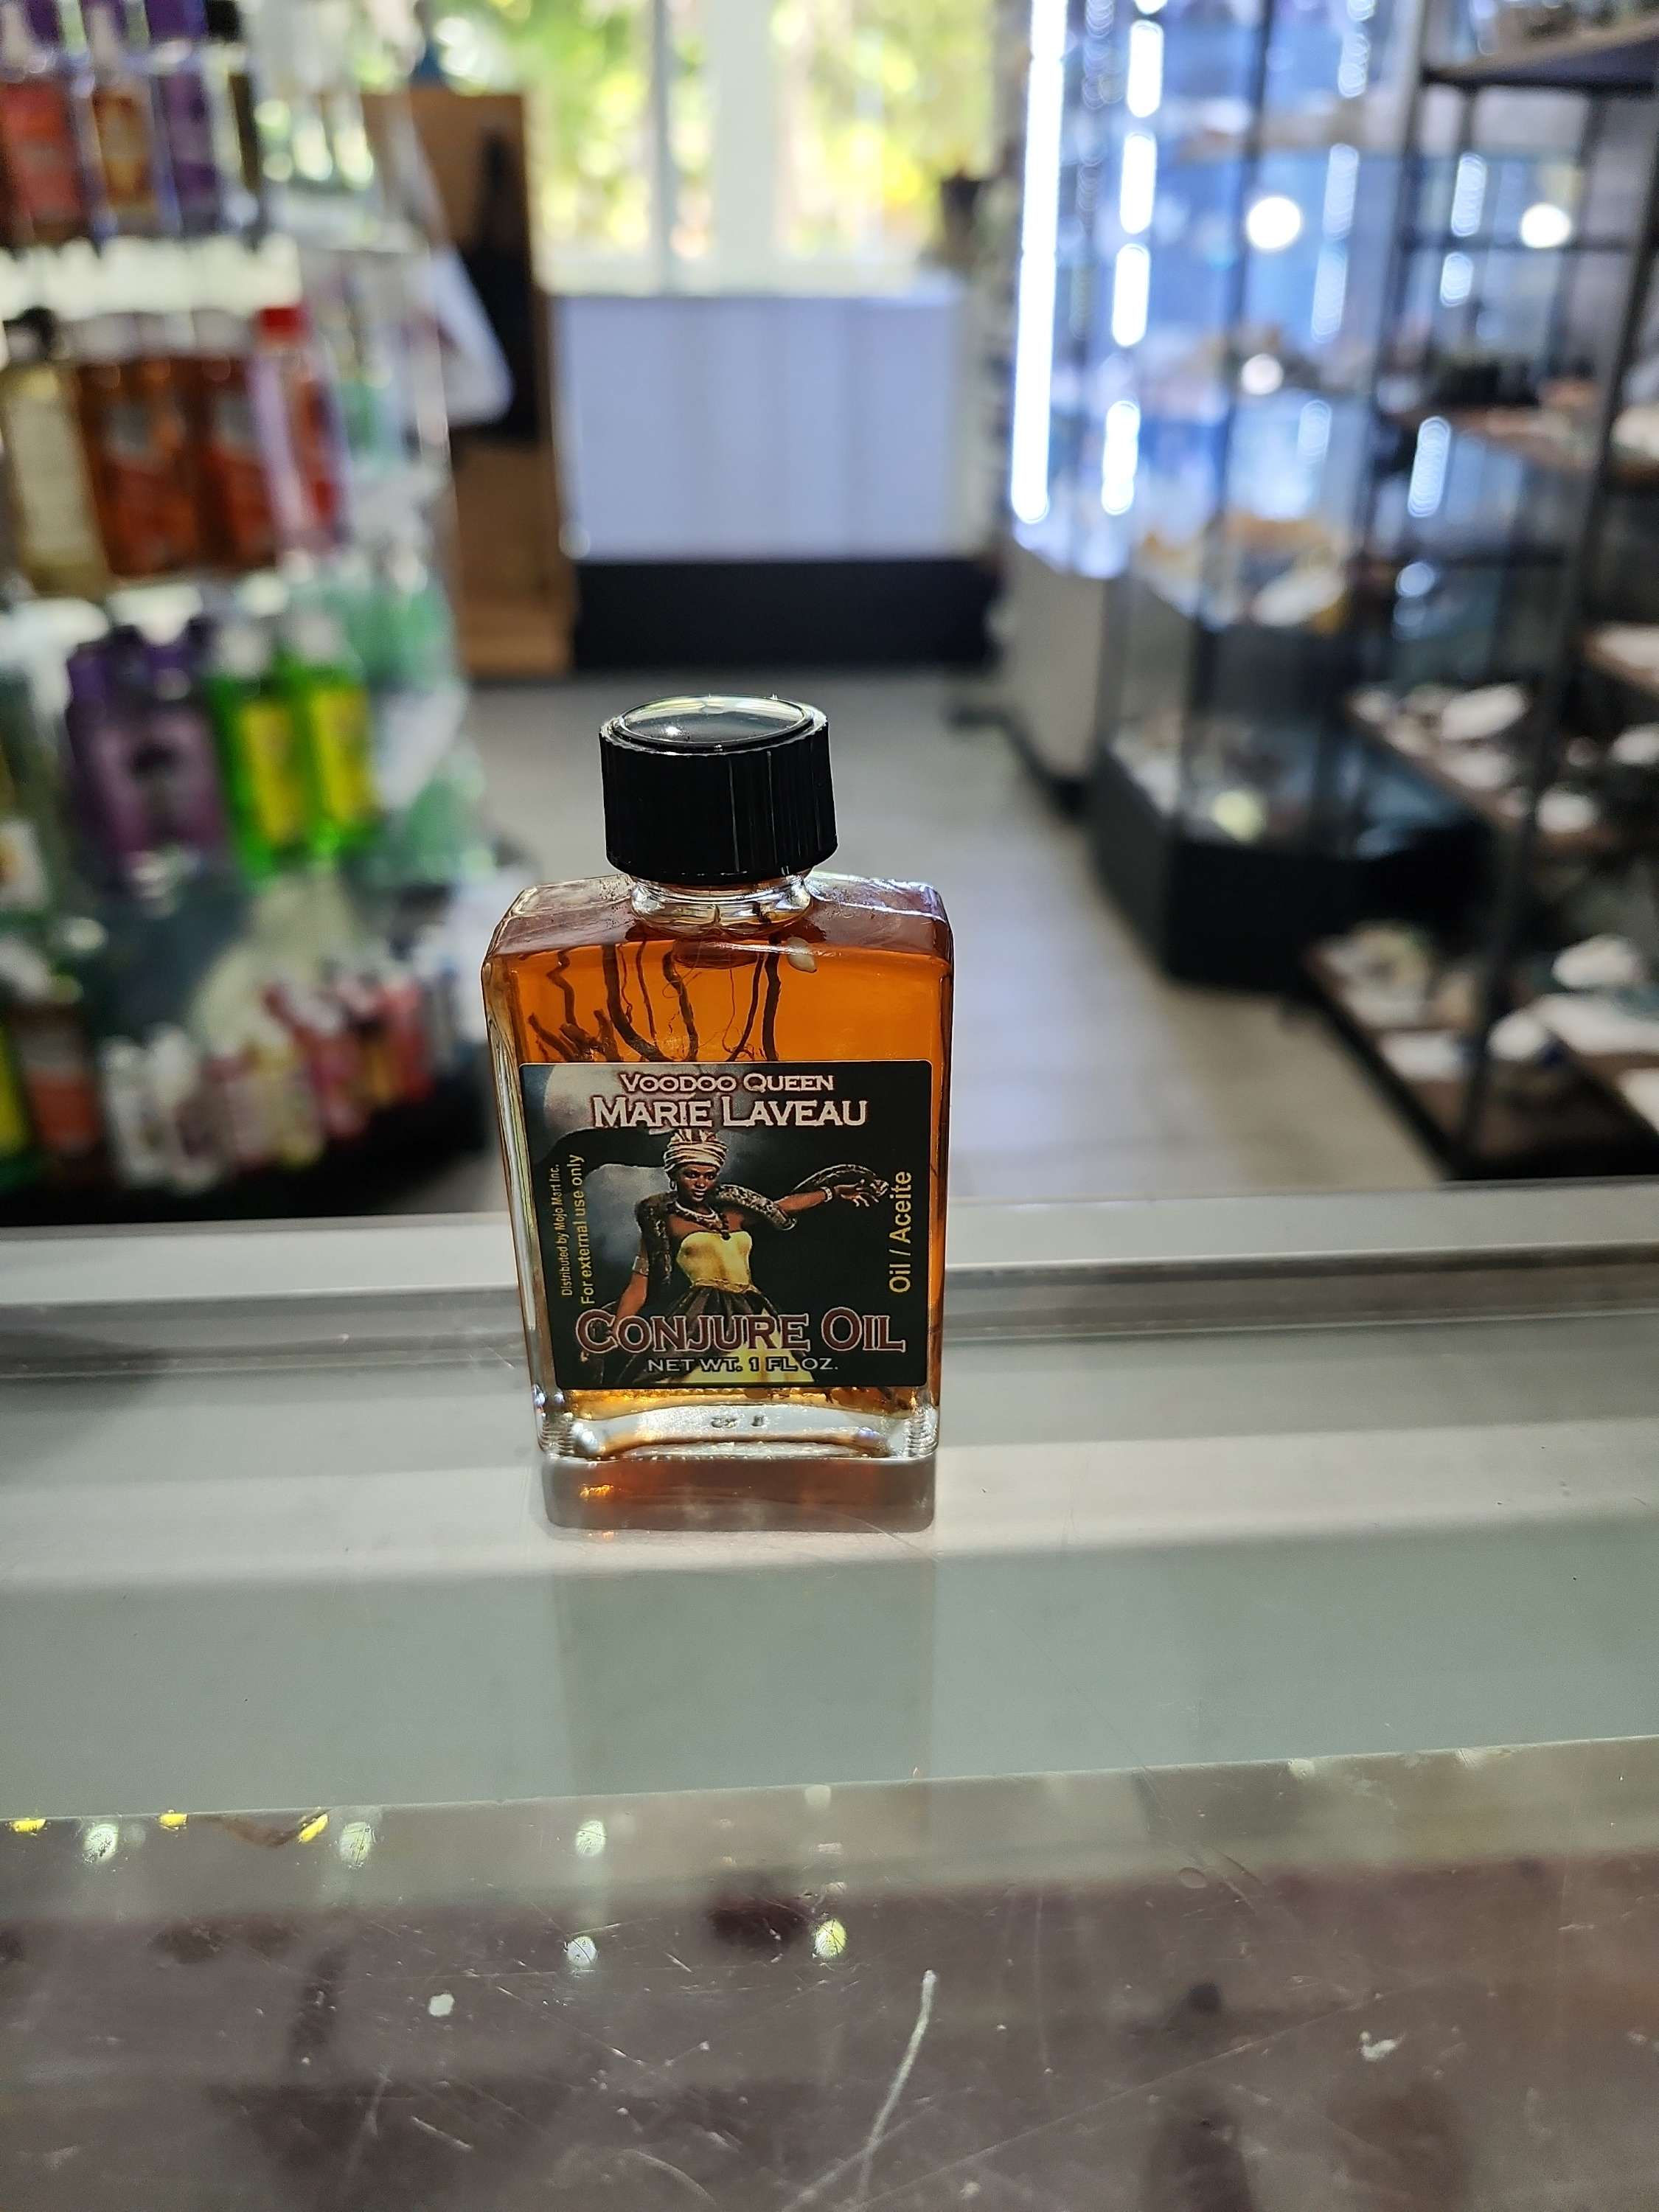 VOODOO QUEEN
MARIE LAVEAU
Distributed by Mojo Mart Inc.
For external use only
Oil / Aceite
CONJURE OIL
NET WT. 1 FL OZ.